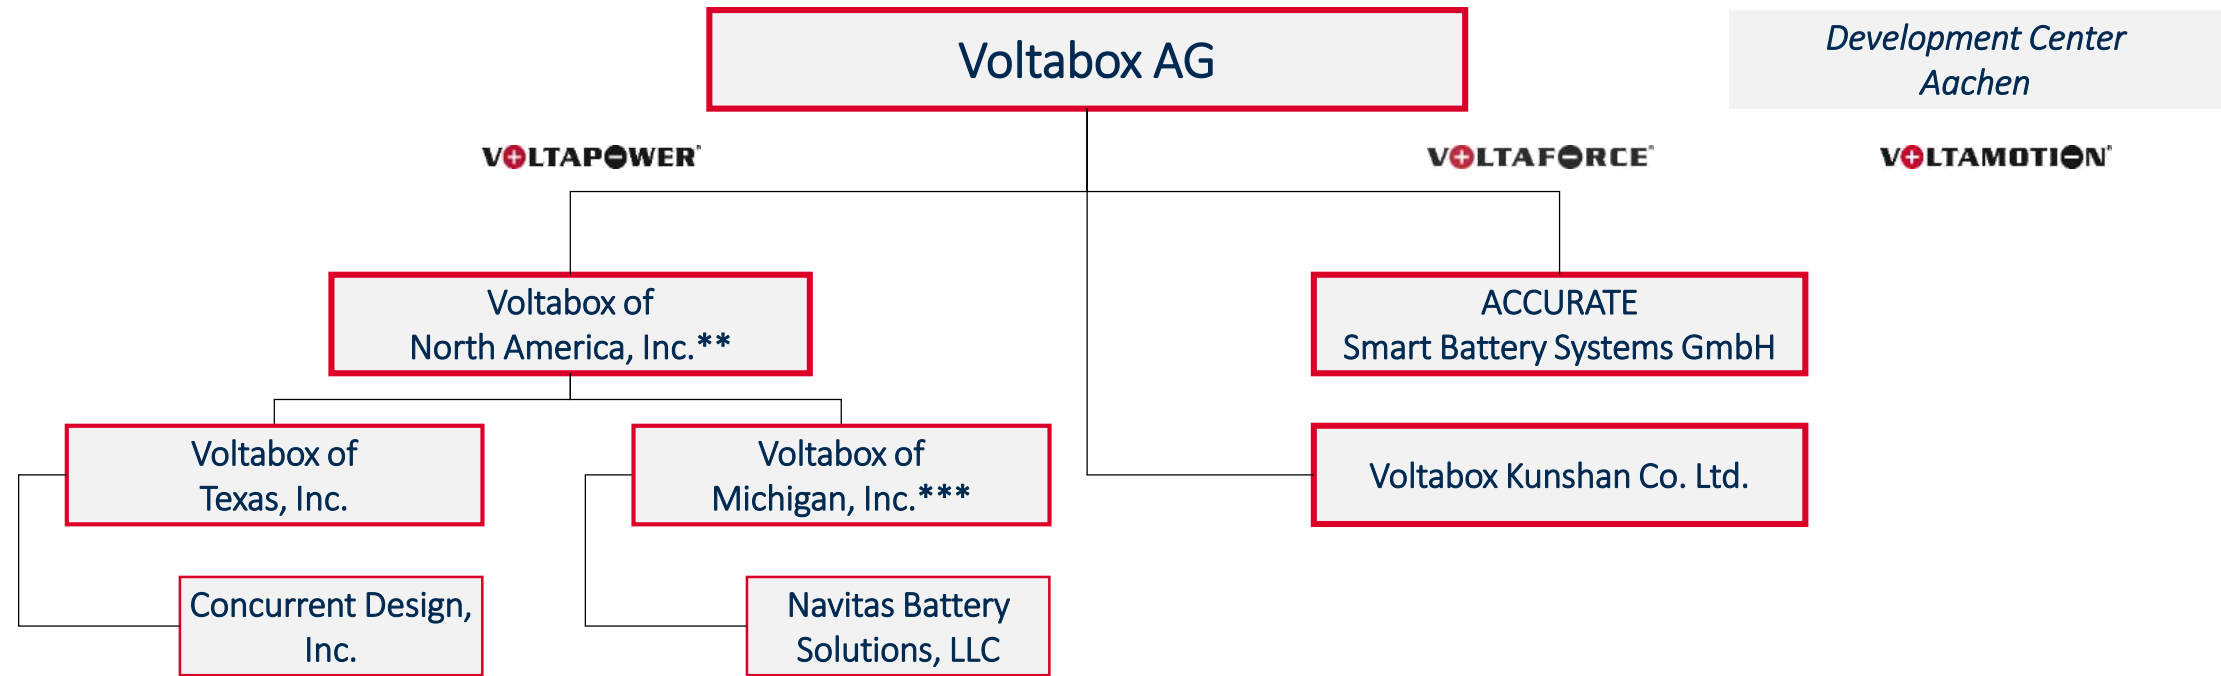 Voltabox AG
Development Center
Aachen
VOLTAPOWER®
VOLTAFORCE®
VOLTAMOTION®
Voltabox of
North America, Inc.**
ACCURATE
Smart Battery Systems GmbH
Voltabox of
Texas, Inc.
Voltabox of
Michigan, Inc.***
Voltabox Kunshan Co. Ltd.
Concurrent Design,
Inc.
Navitas Battery
Solutions, LLC